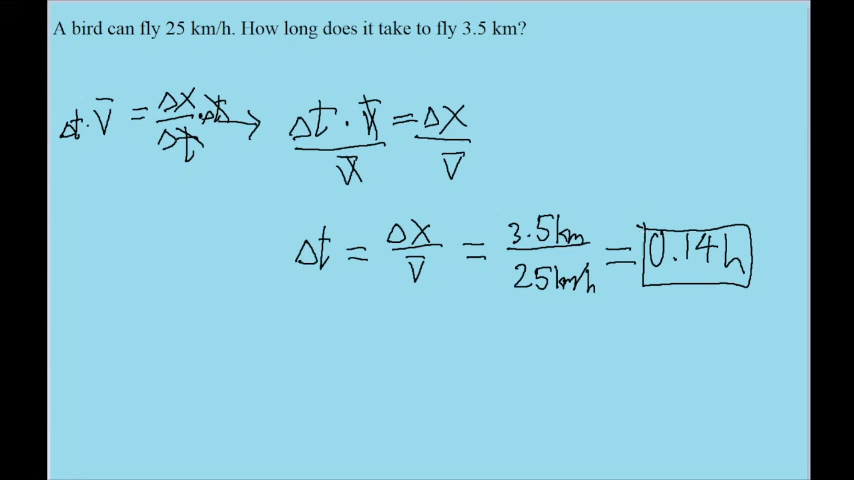 A bird can fly 25 km/h. How long does it take to fly 3.5 km?
Δt · V̄ = Δx/Δt · Δt → Δt · V̄/V̄ = Δx/V̄
Δt = Δx/V̄ = 3.5km/25km/h = 0.14h